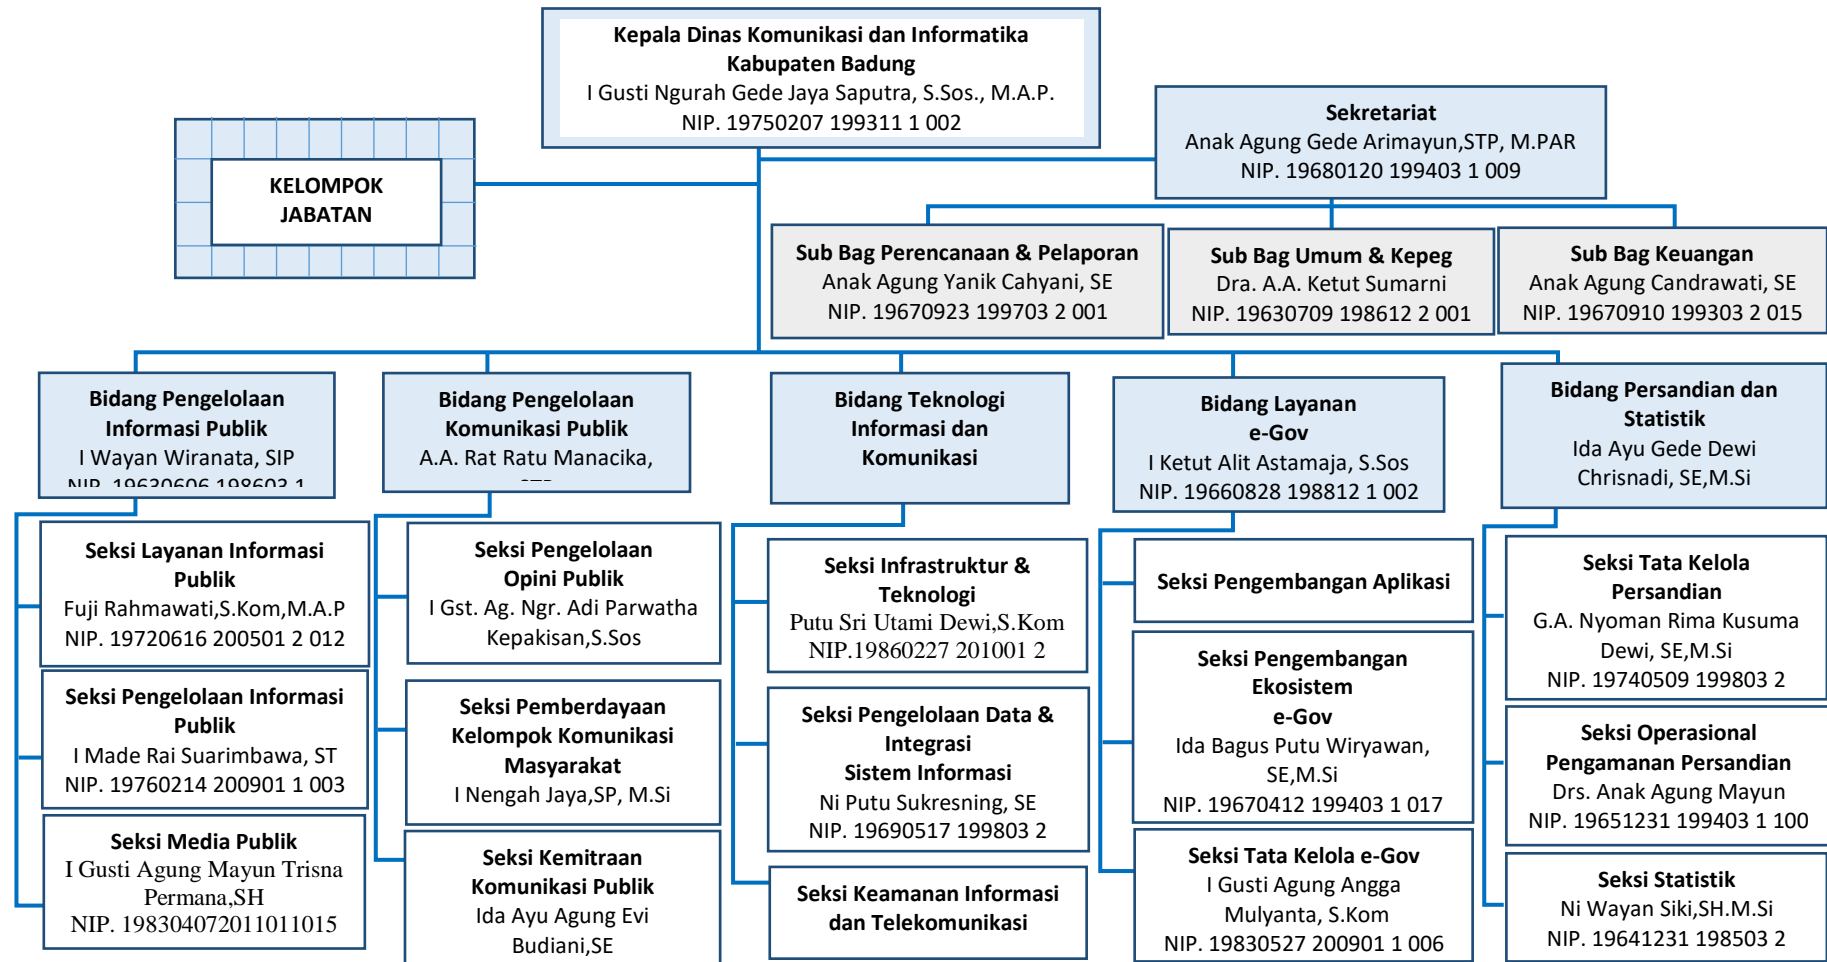 Kepala Dinas Komunikasi dan Informatika
Kabupaten Badung
I Gusti Ngurah Gede Jaya Saputra, S.Sos., M.A.P.
NIP. 19750207 199311 1 002
Sekretariat
Anak Agung Gede Arimayun,STP, M.PAR
NIP. 19680120 199403 1 009
KELOMPOK
JABATAN
Sub Bag Perencanaan & Pelaporan
Anak Agung Yanik Cahyani, SE
NIP. 19670923 199703 2 001
Sub Bag Umum & Kepeg
Dra. A.A. Ketut Sumarni
NIP. 19630709 198612 2 001
Sub Bag Keuangan
Anak Agung Candrawati, SE
NIP. 19670910 199303 2 015
Bidang Pengelolaan
Informasi Publik
I Wayan Wiranata, SIP
NIP. 19630606 198603 1
Bidang Pengelolaan
Komunikasi Publik
A.A. Rat Ratu Manacika,
Bidang Teknologi
Informasi dan
Komunikasi
Bidang Layanan
e-Gov
I Ketut Alit Astamaja, S.Sos
NIP. 19660828 198812 1 002
Bidang Persandian dan
Statistik
Ida Ayu Gede Dewi
Chrisnadi, SE,M.Si
Seksi Layanan Informasi
Publik
Fuji Rahmawati,S.Kom,M.A.P
NIP. 19720616 200501 2 012
Seksi Pengelolaan Informasi
Publik
I Made Rai Suarimbawa, ST
NIP. 19760214 200901 1 003
Seksi Media Publik
I Gusti Agung Mayun Trisna
Permana,SH
NIP. 198304072011011015
Seksi Pengelolaan
Opini Publik
I Gst. Ag. Ngr. Adi Parwatha
Kepakisan,S.Sos
Seksi Pemberdayaan
Kelompok Komunikasi
Masyarakat
I Nengah Jaya,SP, M.Si
Seksi Kemitraan
Komunikasi Publik
Ida Ayu Agung Evi
Budiani,SE
Seksi Infrastruktur &
Teknologi
Putu Sri Utami Dewi,S.Kom
NIP.19860227 201001 2
Seksi Pengelolaan Data &
Integrasi
Sistem Informasi
Ni Putu Sukresning, SE
NIP. 19690517 199803 2
Seksi Keamanan Informasi
dan Telekomunikasi
Seksi Pengembangan Aplikasi
Seksi Pengembangan
Ekosistem
e-Gov
Ida Bagus Putu Wiryawan,
SE,M.Si
NIP. 19670412 199403 1 017
Seksi Tata Kelola e-Gov
I Gusti Agung Angga
Mulyanta, S.Kom
NIP. 19830527 200901 1 006
Seksi Tata Kelola
Persandian
G.A. Nyoman Rima Kusuma
Dewi, SE,M.Si
NIP. 19740509 199803 2
Seksi Operasional
Pengamanan Persandian
Drs. Anak Agung Mayun
NIP. 19651231 199403 1 100
Seksi Statistik
Ni Wayan Siki,SH.M.Si
NIP. 19641231 198503 2